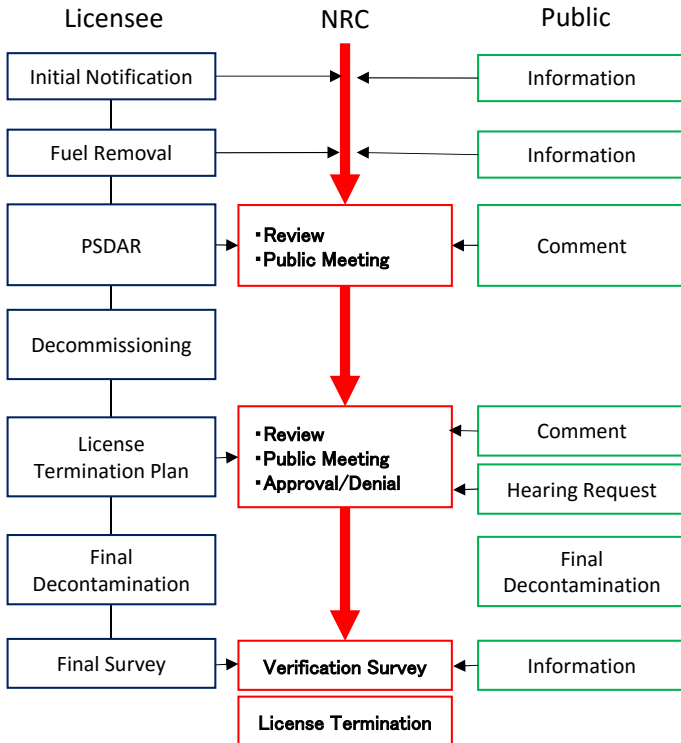 Licensee NRC Public
Initial Notification
Information
Fuel Removal
Information
PSDAR
・Review
・Public Meeting
Comment
Decommissioning
License
Termination Plan
・Review
・Public Meeting
・Approval/Denial
Comment
Hearing Request
Final
Decontamination
Final
Decontamination
Final Survey
Verification Survey
Information
License Termination